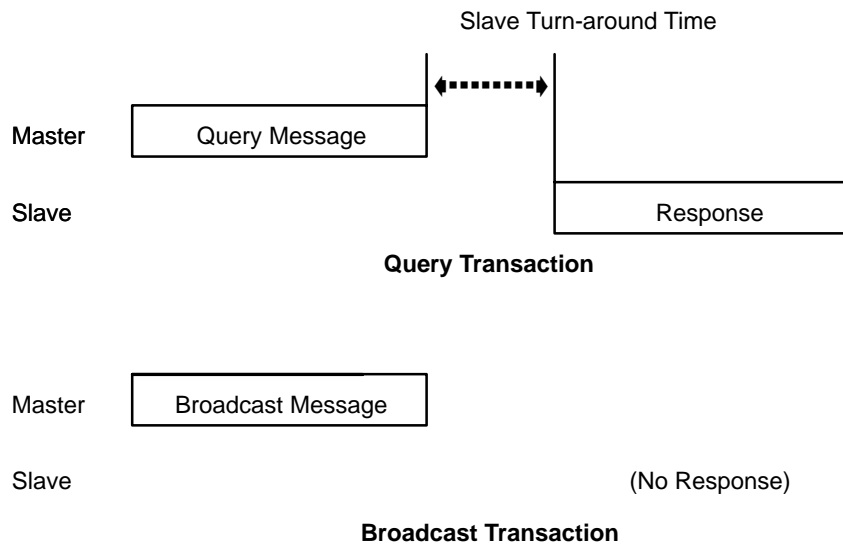 Slave Turn-around Time
Master
Query Message
Slave
Response
Query Transaction
Master
Broadcast Message
Slave
(No Response)
Broadcast Transaction